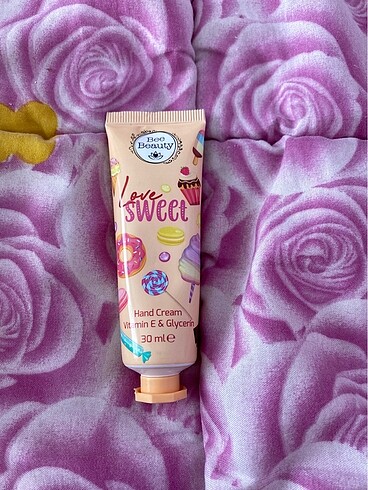 Bee
Beauty
Love
SWEET
Hand Cream
Vitamin E & Glycerin
30 ml e